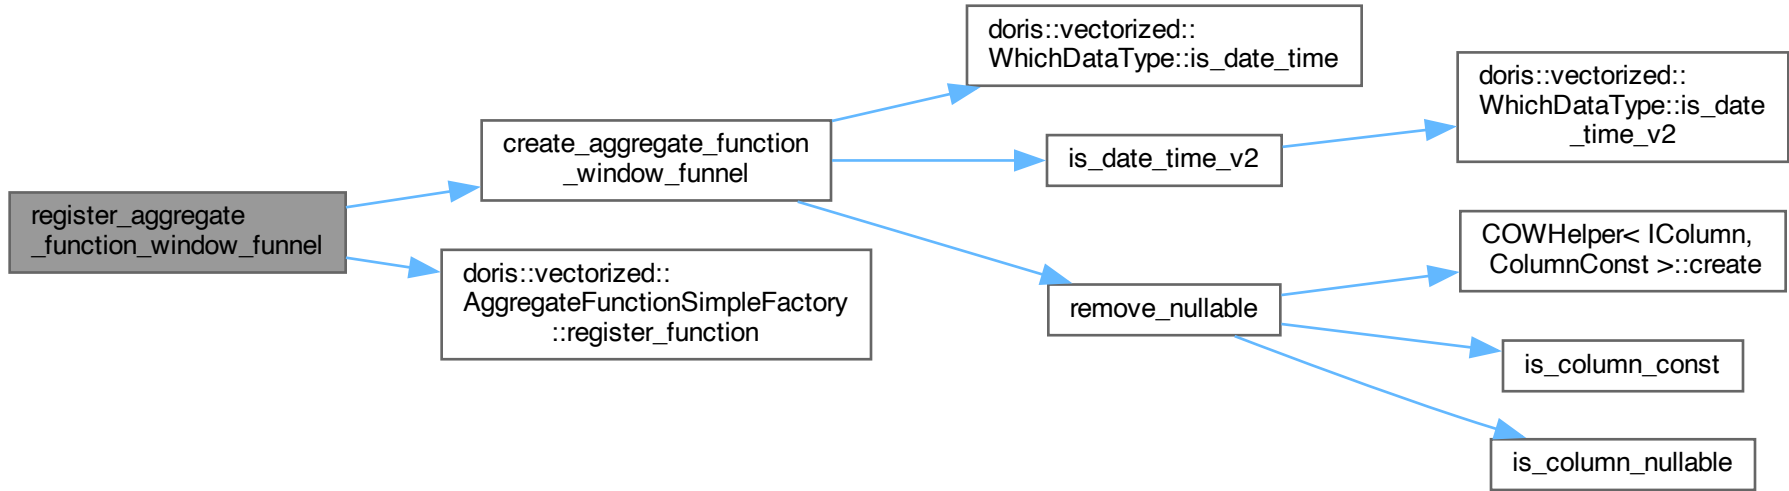 register_aggregate
_function_window_funnel
create_aggregate_function
_window_funnel
doris::vectorized::
AggregateFunctionSimpleFactory
::register_function
doris::vectorized::
WhichDataType::is_date_time
is_date_time_v2
remove_nullable
doris::vectorized::
WhichDataType::is_date
_time_v2
COWHelper< IColumn,
ColumnConst >::create
is_column_const
is_column_nullable